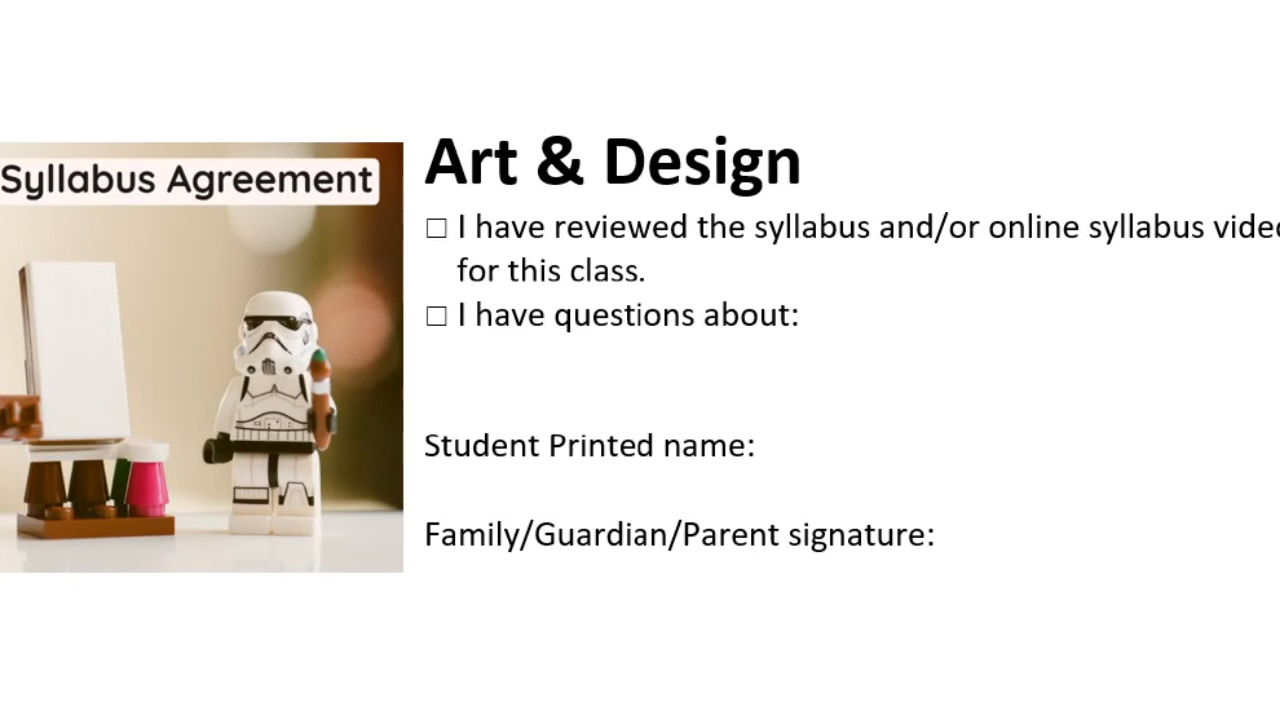 Syllabus Agreement
Art & Design
☐ I have reviewed the syllabus and/or online syllabus
for this class.
☐ I have questions about:
Student Printed name:
Family/Guardian/Parent signature: